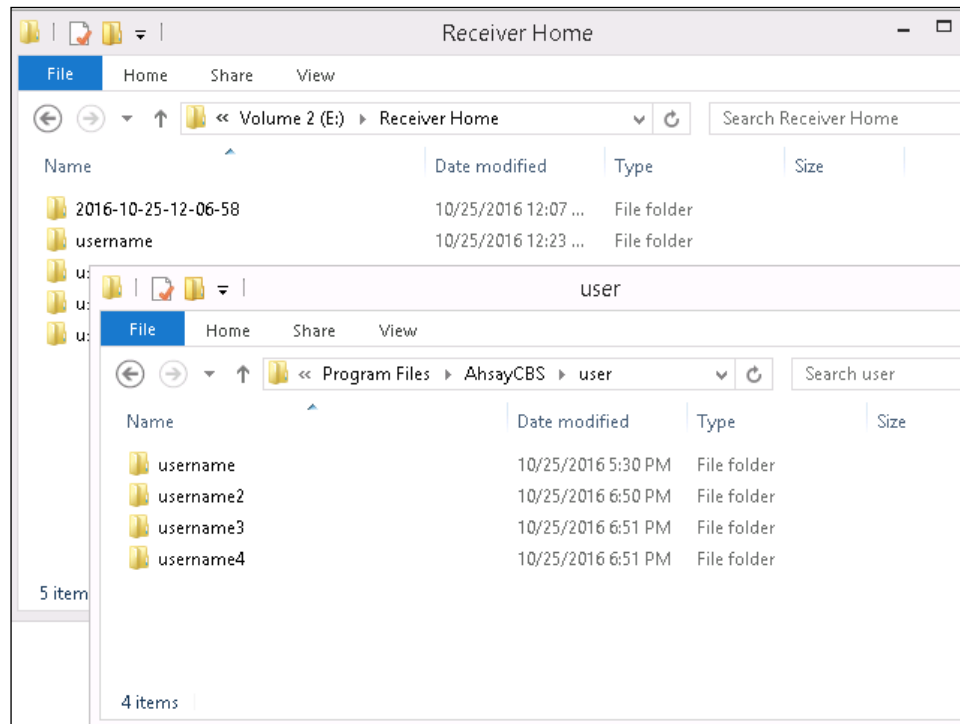 Receiver Home
File Home Share View
« Volume 2 (E:) Receiver Home Search Receiver Home
Name Date modified Type Size
2016-10-25-12-06-58 10/25/2016 12:07 ... File folder
username 10/25/2016 12:23 ... File folder
user
File Home Share View
« Program Files AhsayCBS user Search user
Name Date modified Type Size
username 10/25/2016 5:30 PM File folder
username2 10/25/2016 6:50 PM File folder
username3 10/25/2016 6:51 PM File folder
username4 10/25/2016 6:51 PM File folder
5 item
4 items